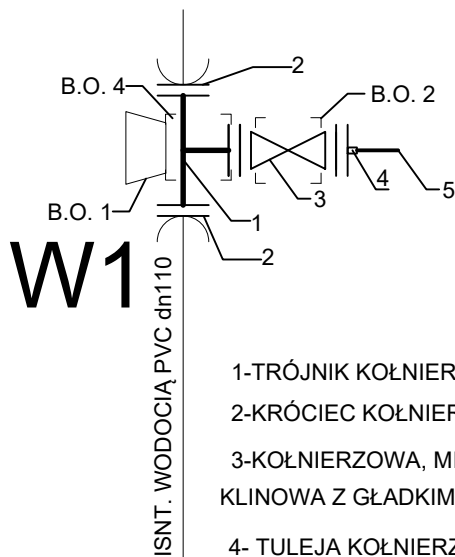 2
B.O. 4
B.O. 2
3
4
5
B.O. 1
1
2
W1
ISNT. WODOCIĄ PVC dn110
1-TRÓJNIK KOŁNIER
2-KRÓCIEC KOŁNIER
3-KOŁNIERZOWA, MI
KLINOWA Z GŁADKIM
4- TULEJA KOŁNIERZ